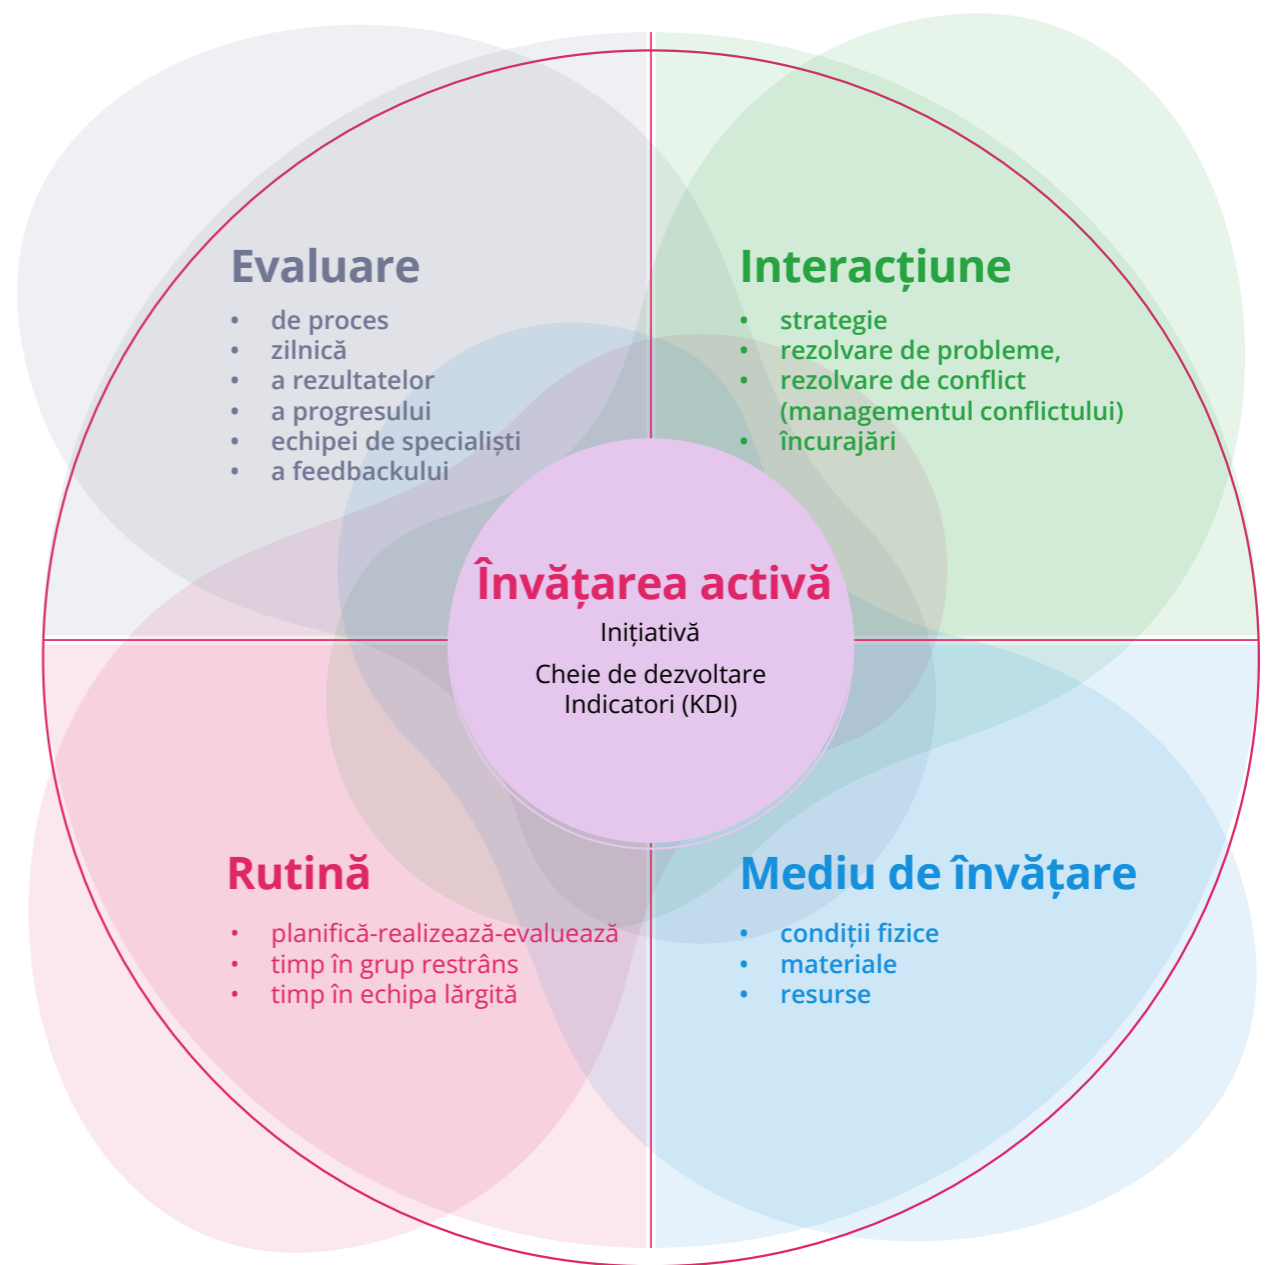 Evaluare
• de proces
• zilnică
• a rezultatelor
• a progresului
• echipei de specialiști
• a feedbackului
Interacțiune
• strategie
• rezolvare de probleme,
• rezolvare de conflict
(managementul conflictului)
• încurajări
Învățarea activă
Inițiativă
Cheie de dezvoltare
Indicatori (KDI)
Rutină
• planifică-realizează-evaluează
• timp în grup restrâns
• timp în echipa lărgită
Mediu de învățare
• condiții fizice
• materiale
• resurse